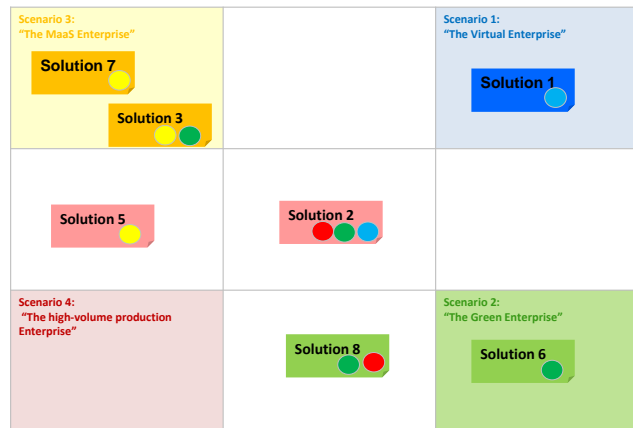 Scenario 3:
“The MaaS Enterprise”
Solution 7
Solution 3
Scenario 1:
“The Virtual Enterprise”
Solution 1
Solution 5
Solution 2
Scenario 4:
“The high-volume production
Enterprise”
Solution 8
Scenario 2:
“The Green Enterprise”
Solution 6